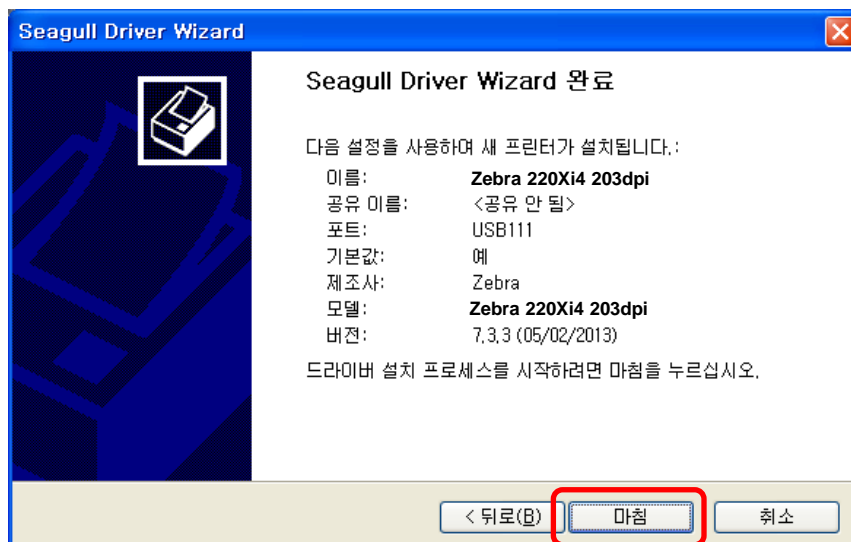 Seagull Driver Wizard
Seagull Driver Wizard 완료
다음 설정을 사용하여 새 프린터가 설치됩니다.:
이름: Zebra 220Xi4 203dpi
공유 이름: <공유 안 됨>
포트: USB111
기본값: 예
제조사: Zebra
모델: Zebra 220Xi4 203dpi
버전: 7.3.3 (05/02/2013)
드라이버 설치 프로세스를 시작하려면 마침을 누르십시오.
< 뒤로(B) 마침 취소